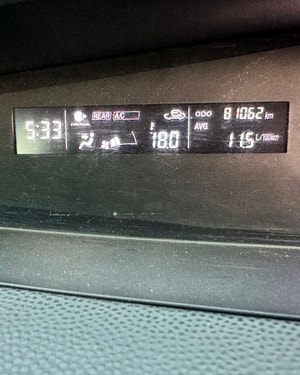 5:33
REAR A/C
18.0
ODO 81062 km
AVG 11.5 L/100km